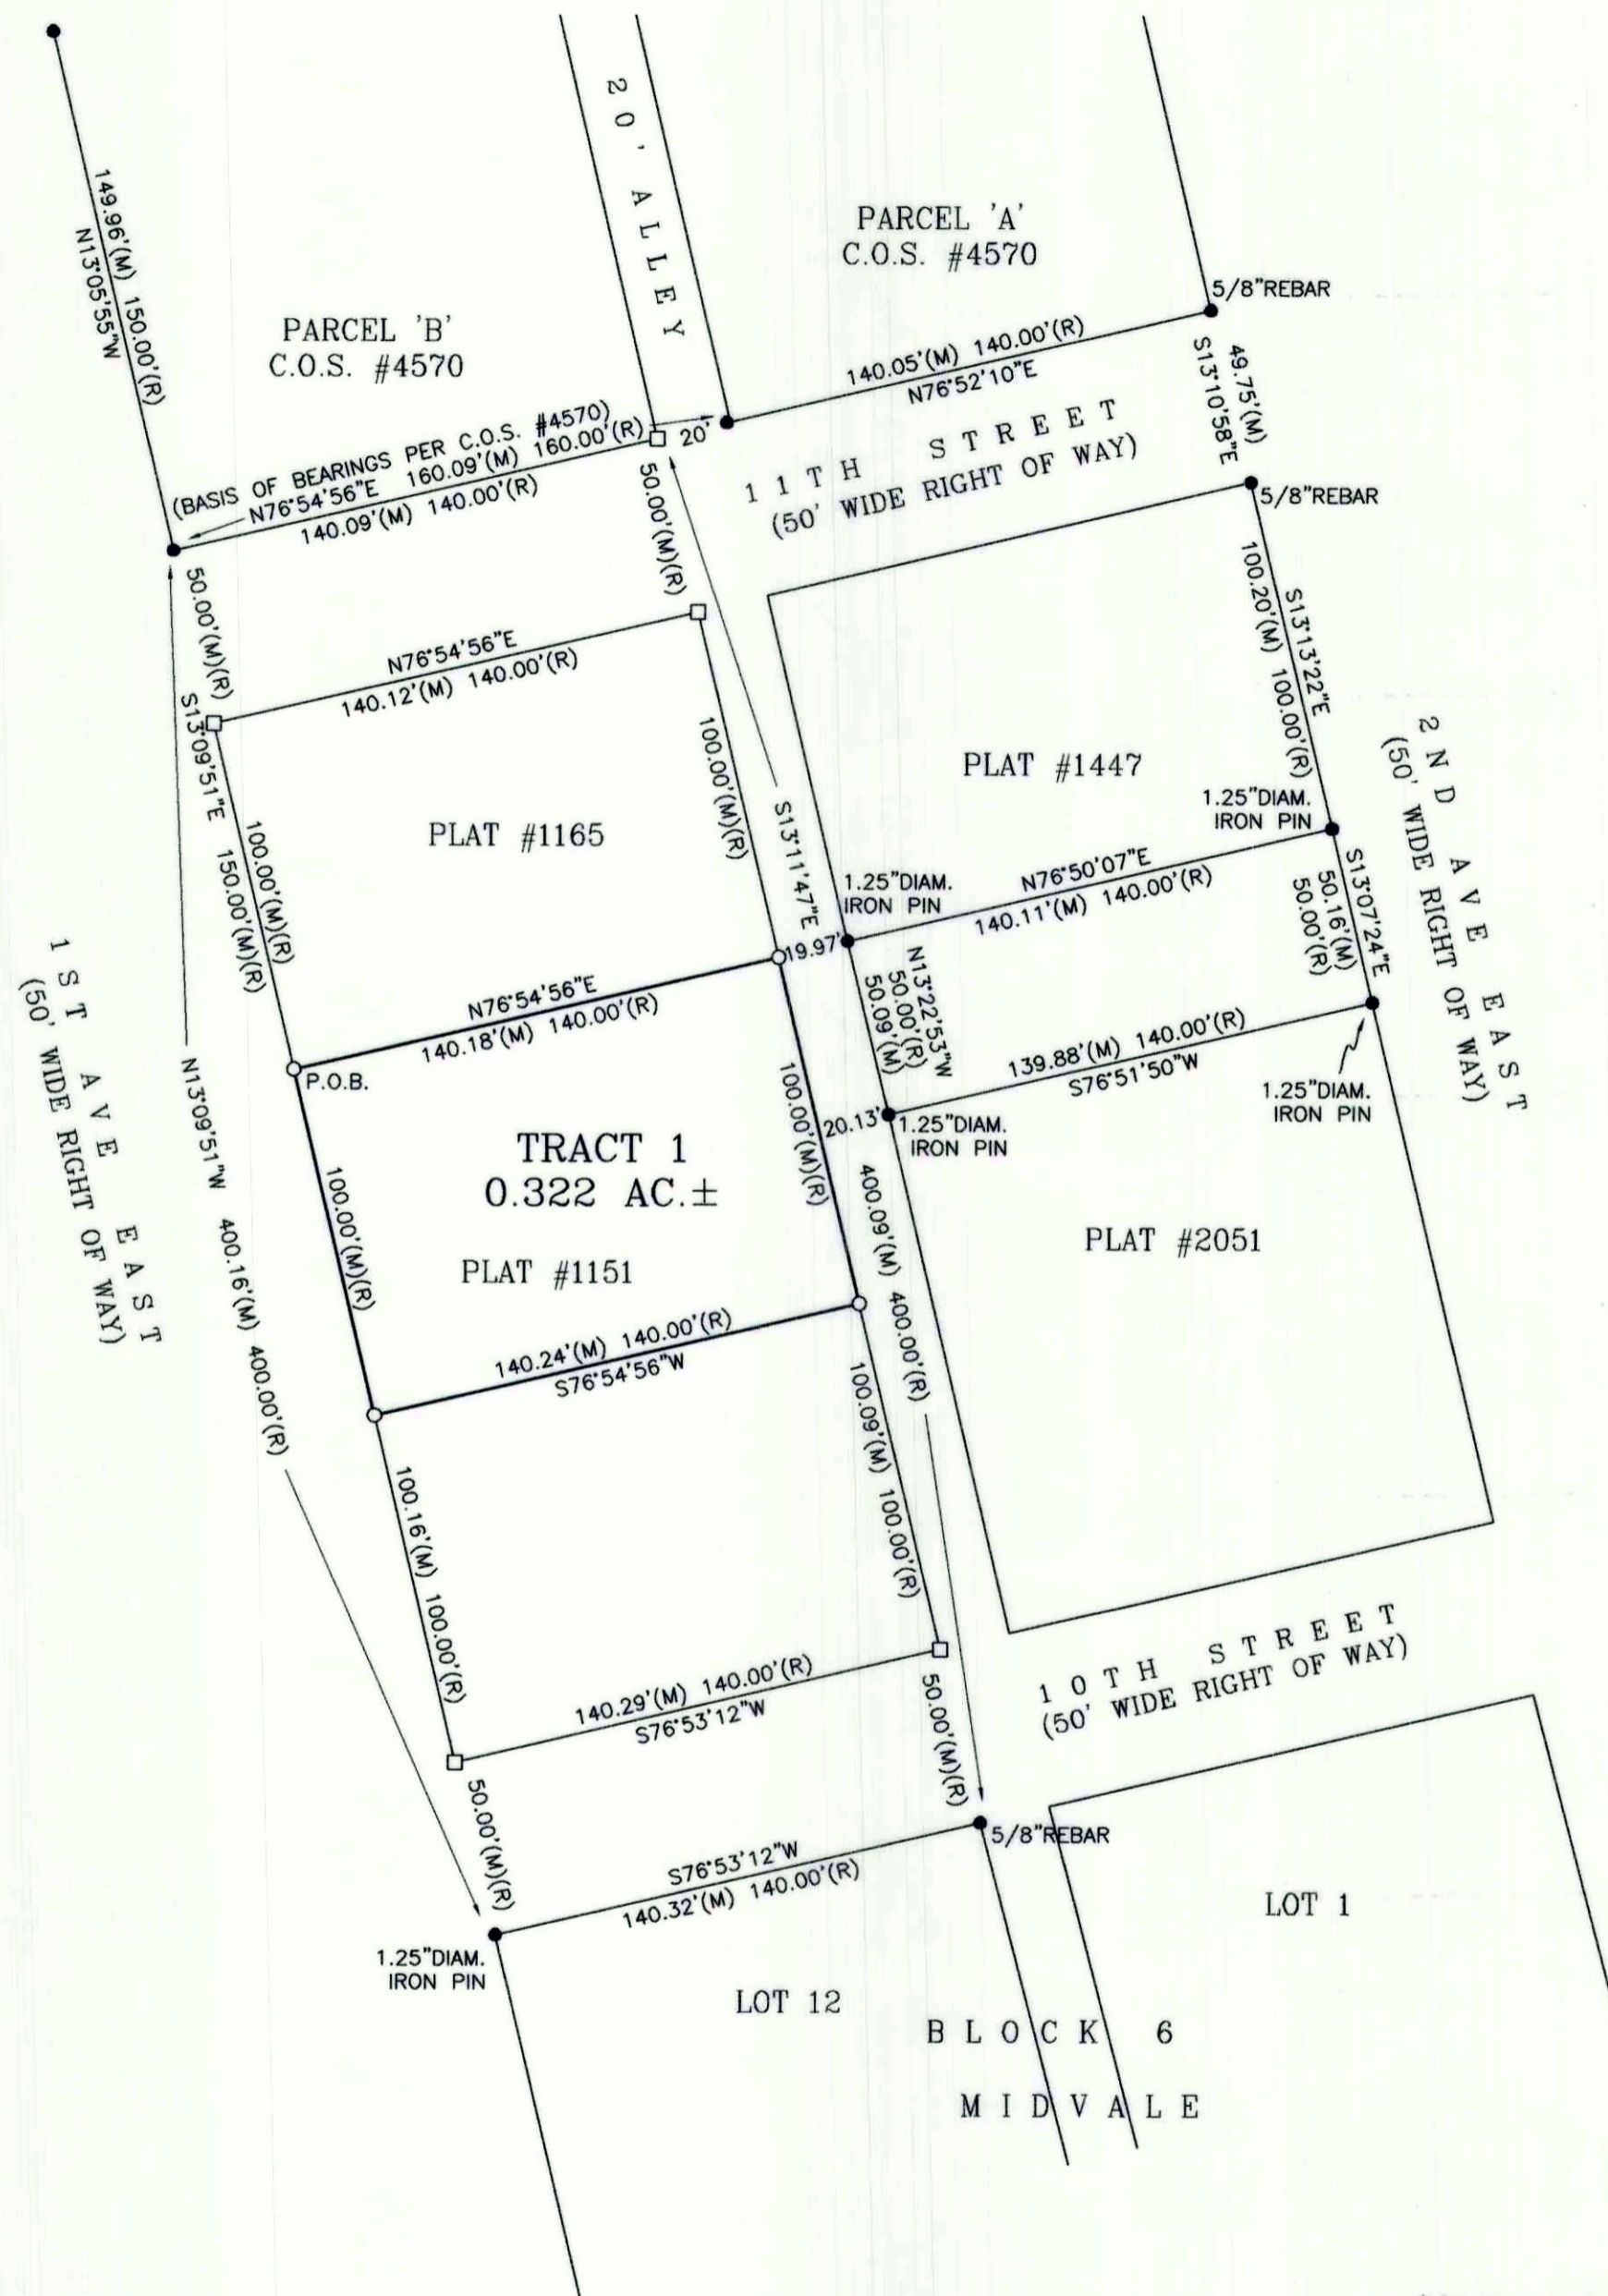 20' ALLEY
PARCEL 'A'
C.O.S. #4570
5/8"REBAR
149.96'(M) 150.00'(R)
N13°05'55"W
PARCEL 'B'
C.O.S. #4570
140.05'(M) 140.00'(R)
N76°52'10"E
49.75'(M)
S13°10'58"E
(BASIS OF BEARINGS PER C.O.S. #4570)
N76°54'56"E 160.09'(M) 160.00'(R)
140.09'(M) 140.00'(R)
20'
11TH STREET
(50' WIDE RIGHT OF WAY)
5/8"REBAR
50.00'(M)(R)
50.00'(M)(R)
N76°54'56"E
140.12'(M) 140.00'(R)
S13°09'51"E 150.00'(M)(R)
100.00'(M)(R)
PLAT #1165
100.00'(M)(R)
S13°11'47"E
PLAT #1447
S13°13'22"E
100.20'(M) 100.00'(R)
1.25"DIAM.
IRON PIN
2ND AVE EAST
(50' WIDE RIGHT OF WAY)
1.25"DIAM.
IRON PIN
N76°50'07"E
140.11'(M) 140.00'(R)
S13°07'24"E
50.16'(M)
50.00'(R)
19.97'
N13°22'53"W
50.00'(R)
50.09'(M)
1ST AVE EAST
(50' WIDE RIGHT OF WAY)
N76°54'56"E
140.18'(M) 140.00'(R)
P.O.B.
139.88'(M) 140.00'(R)
S76°51'50"W
1.25"DIAM.
IRON PIN
20.13'
1.25"DIAM.
IRON PIN
N13°09'51"W 400.16'(M) 400.00'(R)
100.00'(M)(R)
TRACT 1
0.322 AC.±
PLAT #1151
100.00'(M)(R)
400.09'(M) 400.00'(R)
PLAT #2051
140.24'(M) 140.00'(R)
S76°54'56"W
100.16'(M) 100.00'(R)
100.09'(M) 100.00'(R)
140.29'(M) 140.00'(R)
S76°53'12"W
10TH STREET
(50' WIDE RIGHT OF WAY)
50.00'(M)(R)
50.00'(M)(R)
S76°53'12"W
140.32'(M) 140.00'(R)
5/8"REBAR
1.25"DIAM.
IRON PIN
LOT 1
LOT 12
BLOCK 6
MIDVALE